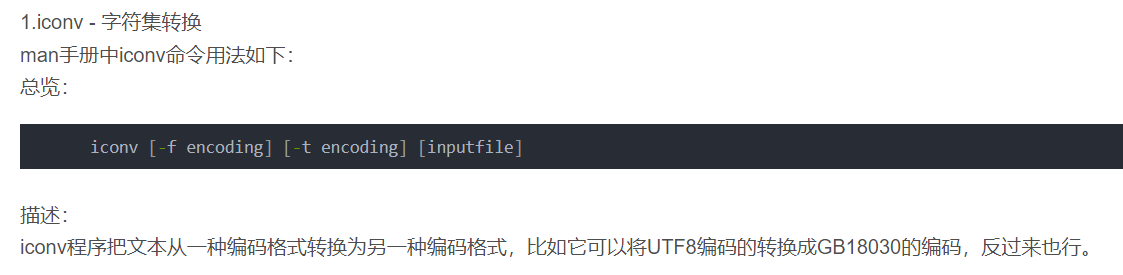 1.iconv - 字符集转换
man手册中iconv命令用法如下：
总览：
iconv [-f encoding] [-t encoding] [inputfile]
描述：
iconv程序把文本从一种编码格式转换为另一种编码格式，比如它可以将UTF8编码的转换成GB18030的编码，反过来也行。